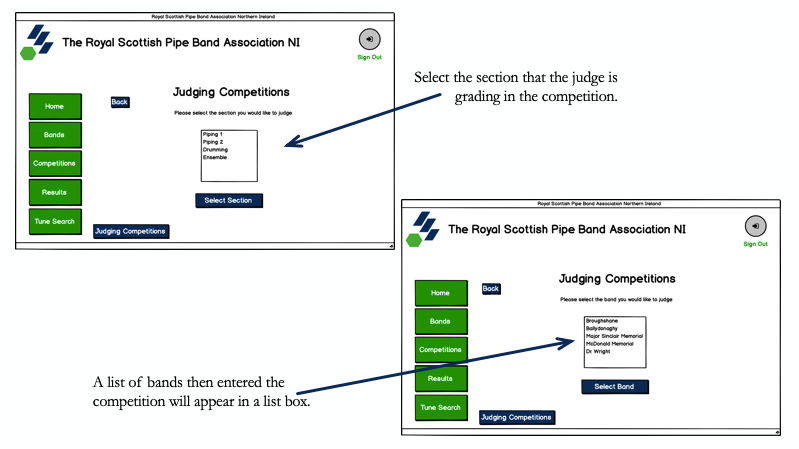 Royal Scottish Pipe Band Association Northern Ireland
The Royal Scottish Pipe Band Association NI
Sign Out
Judging Competitions
Back
Please select the section you would like to judge
Home
Bands
Competitions
Results
Tune Search
Piping 1
Piping 2
Drumming
Ensemble
Select Section
Judging Competitions
Select the section that the judge is
grading in the competition.
Royal Scottish Pipe Band Association Northern Ireland
The Royal Scottish Pipe Band Association NI
Sign Out
Judging Competitions
Back
Please select the band you would like to judge
Home
Bands
Competitions
Results
Tune Search
Broughshane
Ballydonaghy
Major Sinclair Memorial
McDonald Memorial
Dr Wright
Select Band
Judging Competitions
A list of bands then entered the
competition will appear in a list box.